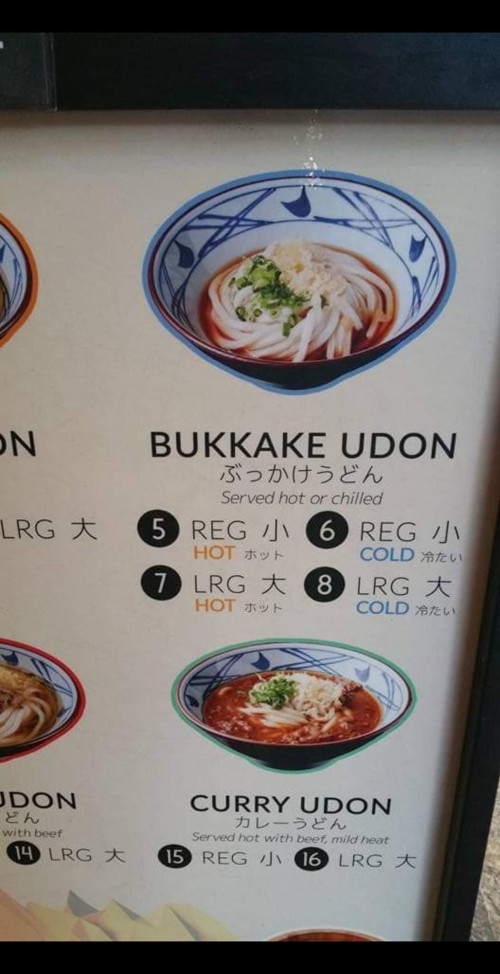 ON
BUKKAKE UDON
ぶっかけうどん
Served hot or chilled
LRG 大
5 REG 小 6 REG 小
HOT ホット COLD 冷たい
7 LRG 大 8 LRG 大
HOT ホット COLD 冷たい
UDON
どん
with beef
14 LRG 大
CURRY UDON
カレーうどん
Served hot with beef, mild heat
15 REG 小 16 LRG 大